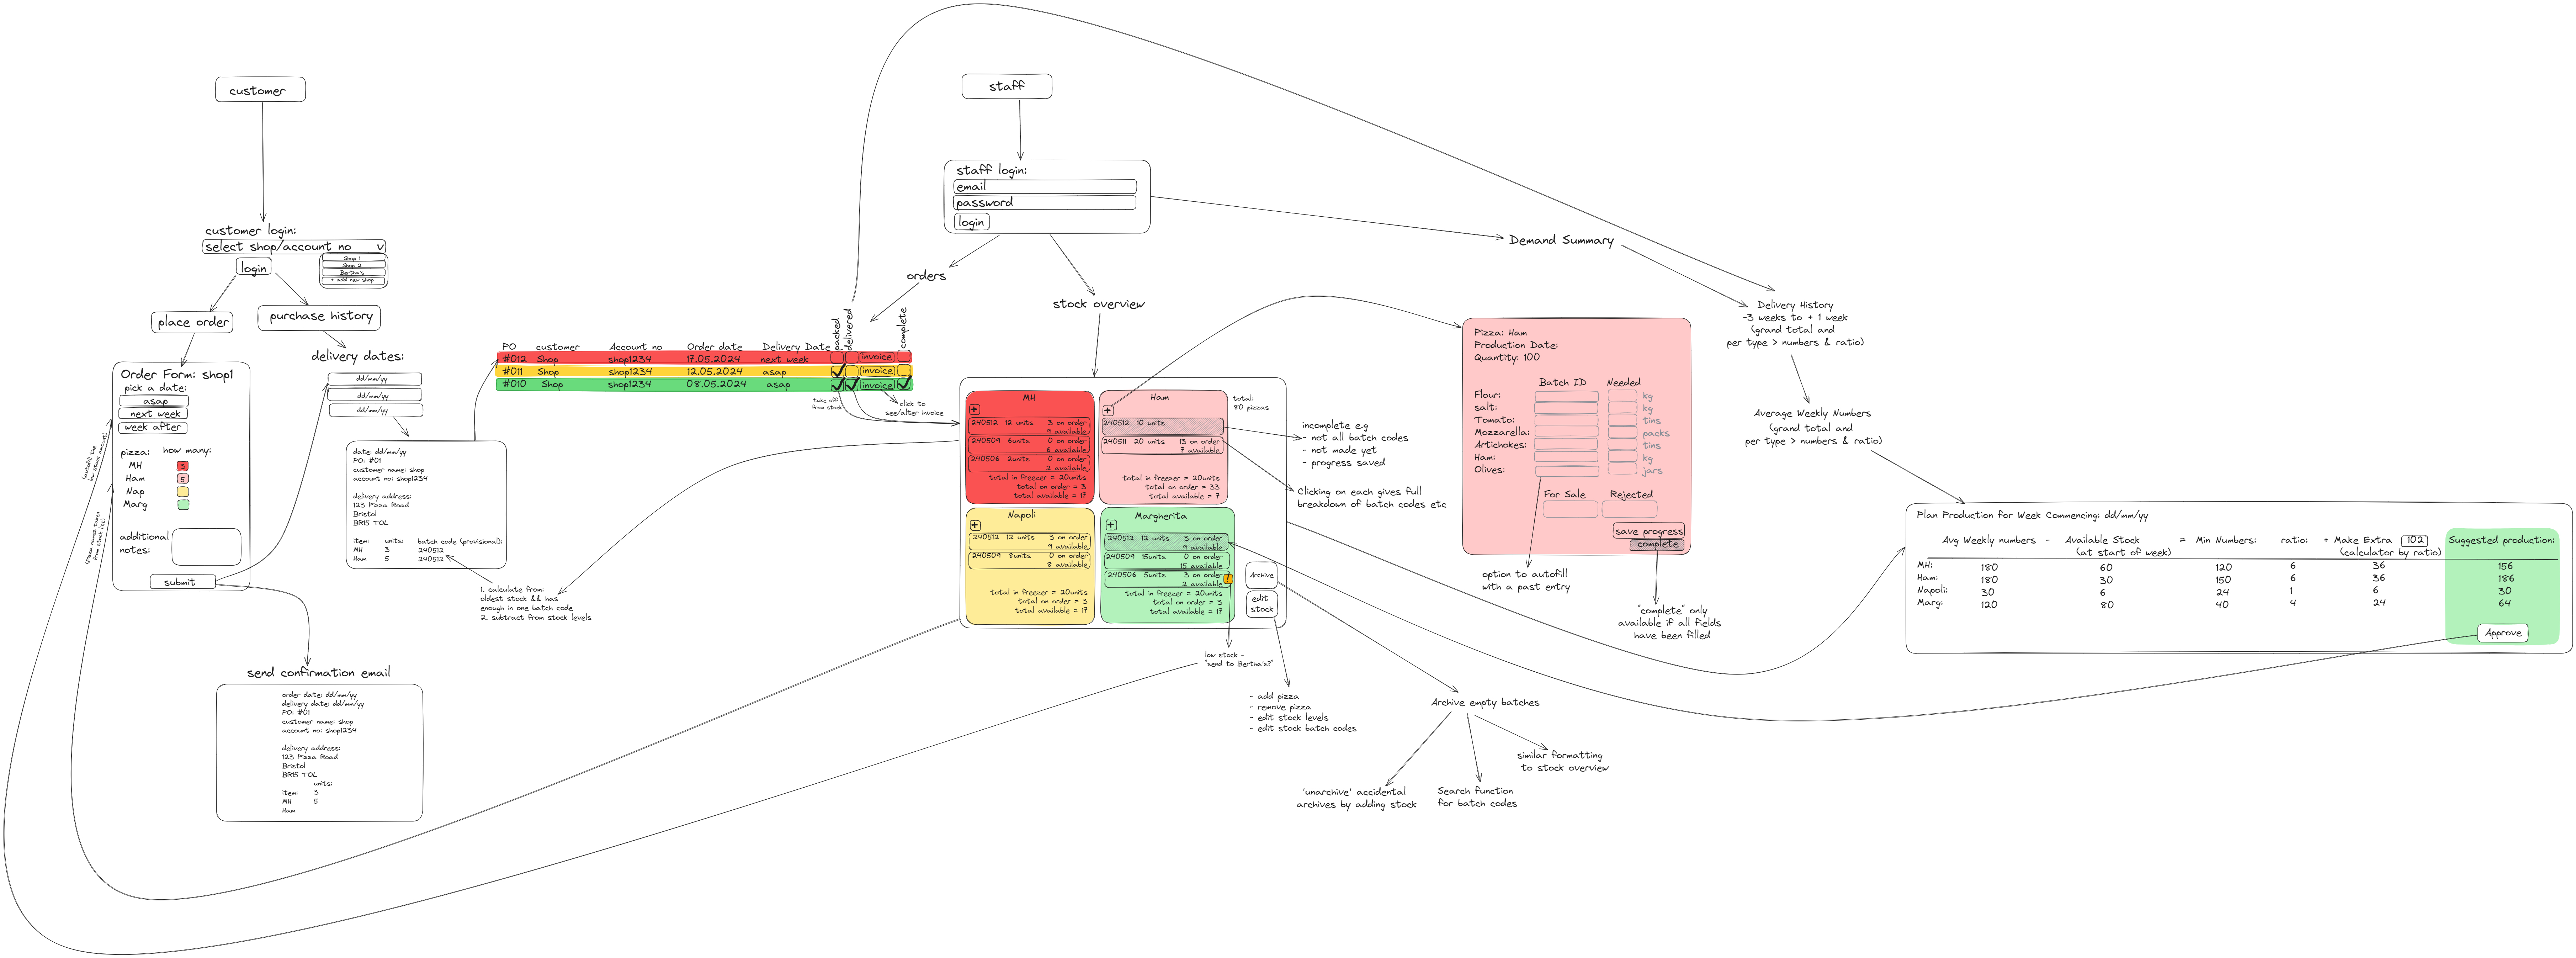 customer
customer login:
select shop/account no v
login
Shop 1
Shop 2
Bertha's
+ add new shop
place order
purchase history
Order Form: shop1
pick a date:
asap
next week
week after
pizza: how many:
MH 3
Ham 5
Nap
Marg
additional
notes:
submit
(autofill the
low stock amount)
(pizza names taken
from stock list)
delivery dates:
dd/mm/yy
dd/mm/yy
dd/mm/yy
date: dd/mm/yy
PO: #01
customer name: shop
account no: shop1234
delivery address:
123 Pizza Road
Bristol
BR15 TOL
item: units: batch code (provisional):
MH 3 240512
Ham 5 240512
1. calculate from:
oldest stock && has
enough in one batch code
2. subtract from stock levels
send confirmation email
order date: dd/mm/yy
delivery date: dd/mm/yy
PO: #01
customer name: shop
account no: shop1234
delivery address:
123 Pizza Road
Bristol
BR15 TOL
units:
item: 3
MH 5
Ham
staff
staff login:
email
password
login
orders
PO customer Account no Order date Delivery Date packed delivered complete
#012 Shop shop1234 17.05.2024 next week invoice
#011 Shop shop1234 12.05.2024 asap invoice
#010 Shop shop1234 08.05.2024 asap invoice
take off
from stock
click to
see/alter invoice
stock overview
MH
+
240512 12 units 3 on order
9 available
240509 6units 0 on order
6 available
240506 2units 0 on order
2 available
total in freezer = 20units
total on order = 3
total available = 17
Ham
+
240512 10 units
240511 20 units 13 on order
7 available
total in freezer = 20units
total on order = 33
total available = 7
total:
80 pizzas
Napoli
+
240512 12 units 3 on order
9 available
240509 8units 0 on order
8 available
total in freezer = 20units
total on order = 3
total available = 17
Margherita
+
240512 12 units 3 on order
9 available
240509 15units 0 on order
15 available
240506 5units 3 on order
2 available !
total in freezer = 20units
total on order = 3
total available = 17
Archive
edit
stock
low stock -
"send to Bertha's?"
- add pizza
- remove pizza
- edit stock levels
- edit stock batch codes
incomplete e.g
- not all batch codes
- not made yet
- progress saved
Clicking on each gives full
breakdown of batch codes etc
Archive empty batches
'unarchive' accidental
archives by adding stock
Search function
for batch codes
similar formatting
to stock overview
Pizza: Ham
Production Date:
Quantity: 100
Batch ID Needed
Flour: kg
salt: kg
Tomato: tins
Mozzarella: packs
Artichokes: tins
Ham: kg
Olives: jars
For Sale Rejected
save progress
complete
option to autofill
with a past entry
"complete" only
available if all fields
have been filled
Demand Summary
Delivery History
-3 weeks to + 1 week
(grand total and
per type > numbers & ratio)
Average Weekly Numbers
(grand total and
per type > numbers & ratio)
Plan Production for Week Commencing: dd/mm/yy
Avg Weekly numbers - Available Stock = Min Numbers: ratio: + Make Extra 102 Suggested production:
(at start of week) (calculator by ratio)
MH: 180 60 120 6 36 156
Ham: 180 30 150 6 36 186
Napoli: 30 6 24 1 6 30
Marg: 120 80 40 4 24 64
Approve